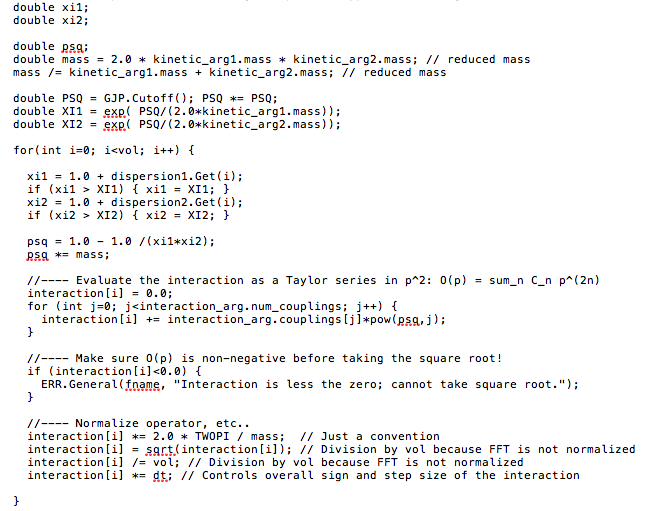 double xi1;
double xi2;

double psq;
double mass = 2.0 * kinetic_arg1.mass * kinetic_arg2.mass; // reduced mass
mass /= kinetic_arg1.mass + kinetic_arg2.mass; // reduced mass

double PSQ = GJP.Cutoff(); PSQ *= PSQ;
double XI1 = exp( PSQ/(2.0*kinetic_arg1.mass));
double XI2 = exp( PSQ/(2.0*kinetic_arg2.mass));

for(int i=0; i<vol; i++) {

  xi1 = 1.0 + dispersion1.Get(i);
  if (xi1 > XI1) { xi1 = XI1; }
  xi2 = 1.0 + dispersion2.Get(i);
  if (xi2 > XI2) { xi2 = XI2; }

  psq = 1.0 - 1.0 /(xi1*xi2);
  psq *= mass;

  //---- Evaluate the interaction as a Taylor series in p^2: O(p) = sum_n C_n p^(2n)
  interaction[i] = 0.0;
  for (int j=0; j<interaction_arg.num_couplings; j++) {
    interaction[i] += interaction_arg.couplings[j]*pow(psq,j);
  }

  //---- Make sure O(p) is non-negative before taking the square root!
  if (interaction[i]<0.0) {
    ERR.General(fname, "Interaction is less the zero; cannot take square root.");
  }

  //---- Normalize operator, etc..
  interaction[i] *= 2.0 * TWOPI / mass;  // Just a convention
  interaction[i] = sqrt(interaction[i]); // Division by vol because FFT is not normalized
  interaction[i] /= vol; // Division by vol because FFT is not normalized
  interaction[i] *= dt; // Controls overall sign and step size of the interaction

}